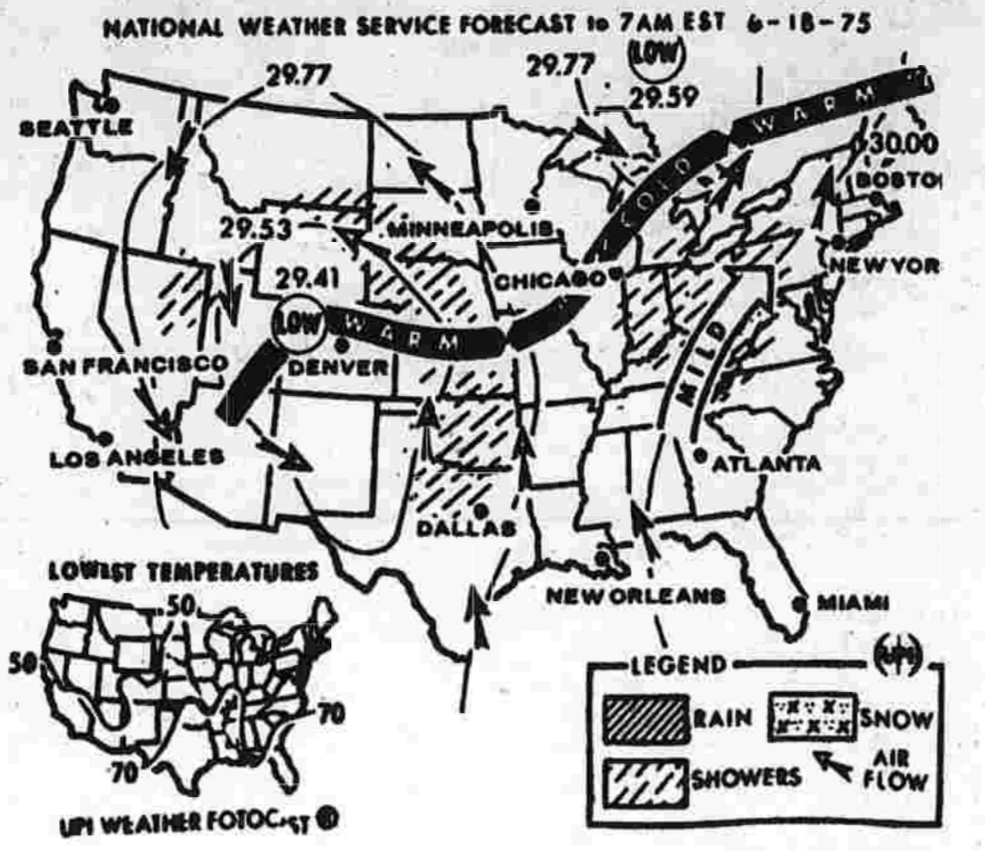 NATIONAL WEATHER SERVICE FORECAST to 7AM EST 6-18-75
29.77
29.77
LOW
29.59
SEATTLE
WARM
30.00
BOSTO
COLD
29.53
MINNEAPOLIS
NEW YOR
29.41
CHICAGO
LOW
WARM
SAN FRANCISCO
DENVER
MILD
LOS ANGELES
ATLANTA
DALLAS
LOWEST TEMPERATURES
50
NEW ORLEANS
MIAMI
50
LEGEND
UPI
70
RAIN
SNOW
70
SHOWERS
AIR
FLOW
UPI WEATHER FOTOCAST ®